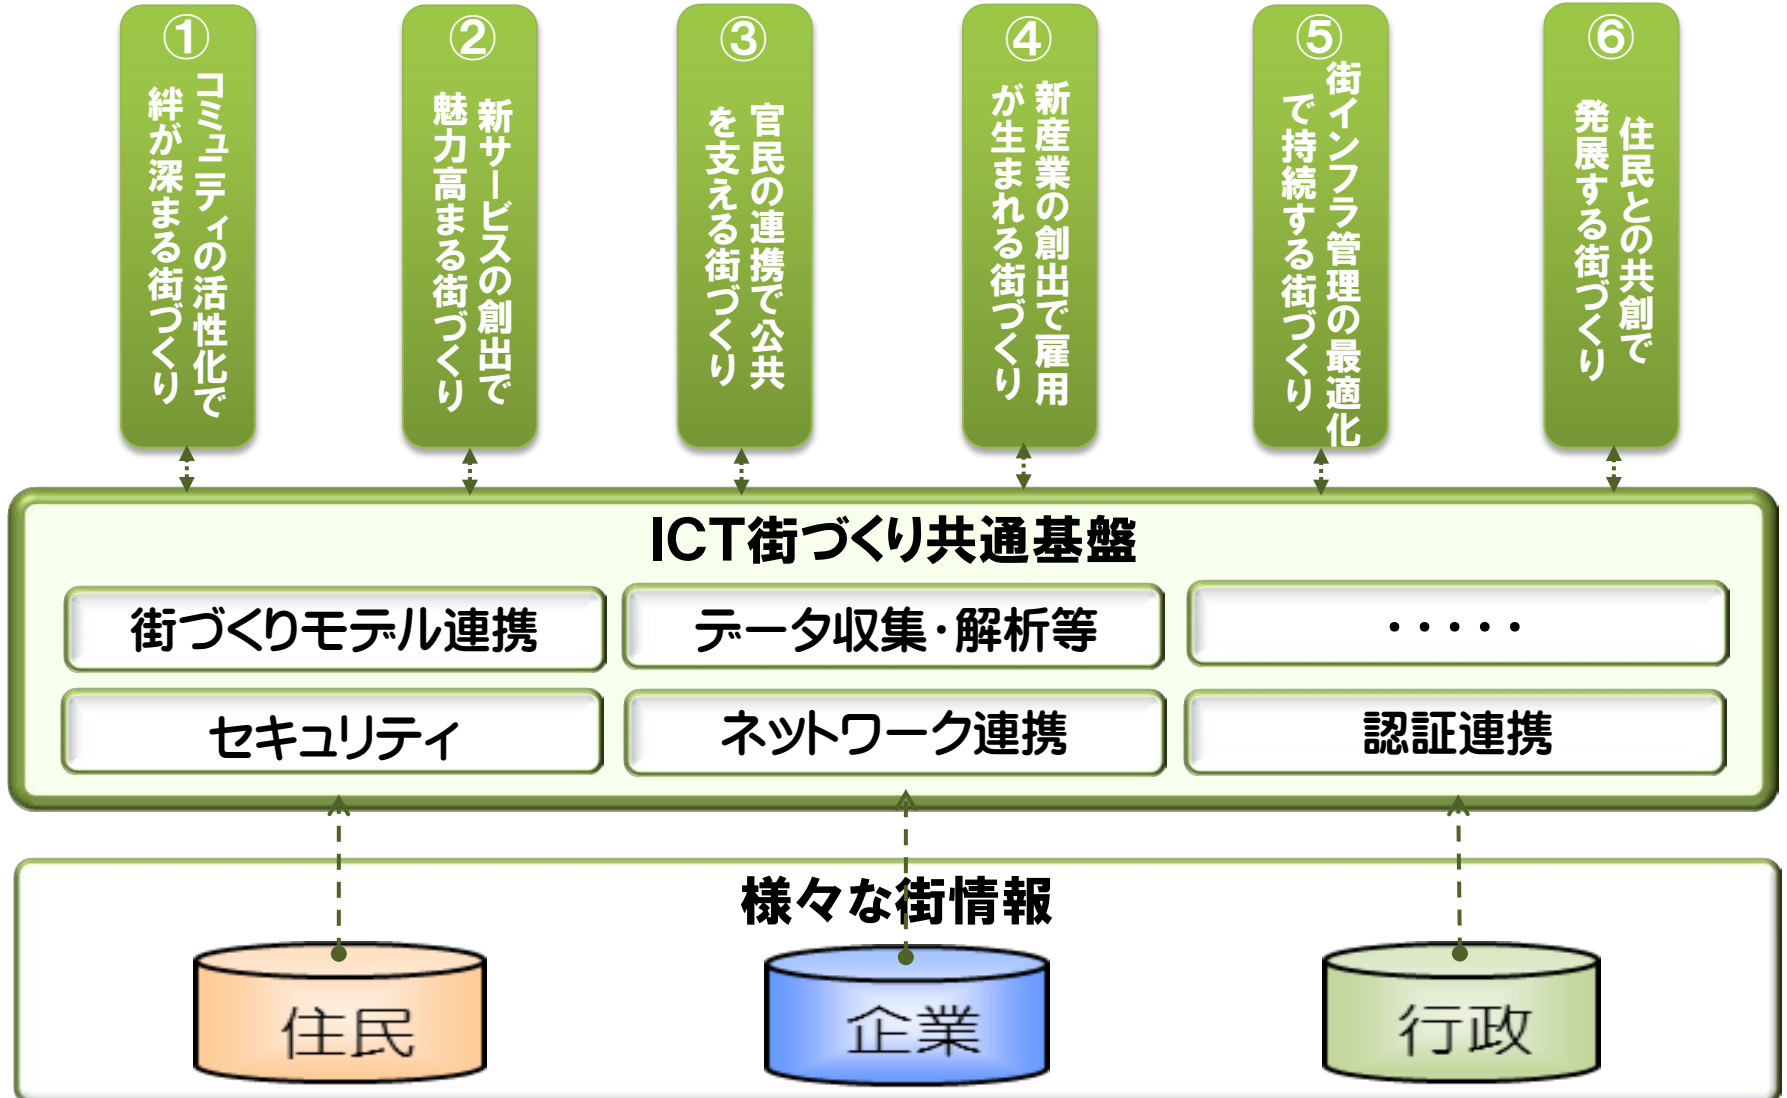 ①
コミュニティの活性化で
絆が深まる街づくり
②
新サービスの創出で
魅力高まる街づくり
③
官民の連携で公共
を支える街づくり
④
新産業の創出で雇用
が生まれる街づくり
⑤
街インフラ管理の最適化
で持続する街づくり
⑥
住民との共創で
発展する街づくり
ICT街づくり共通基盤
街づくりモデル連携
データ収集・解析等
・・・・・
セキュリティ
ネットワーク連携
認証連携
様々な街情報
住民
企業
行政